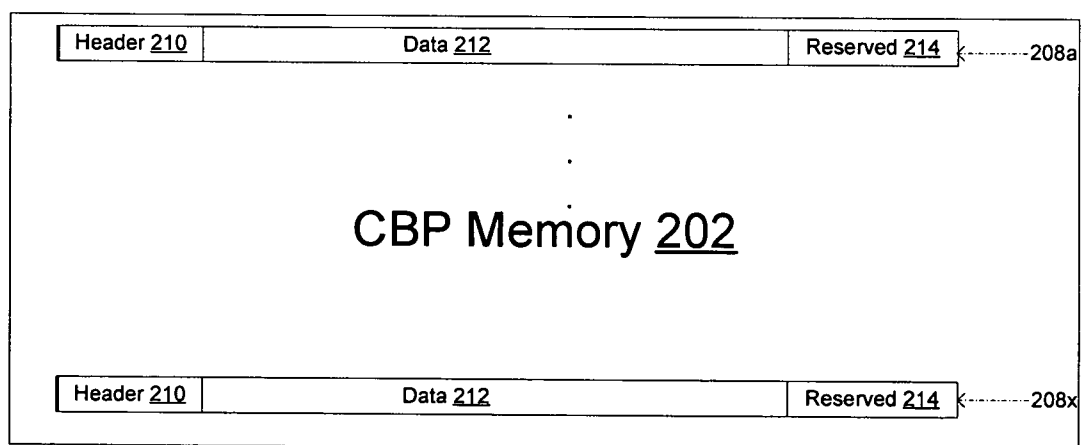 Header 210 Data 212 Reserved 214 208a
CBP Memory 202
Header 210 Data 212 Reserved 214 208x